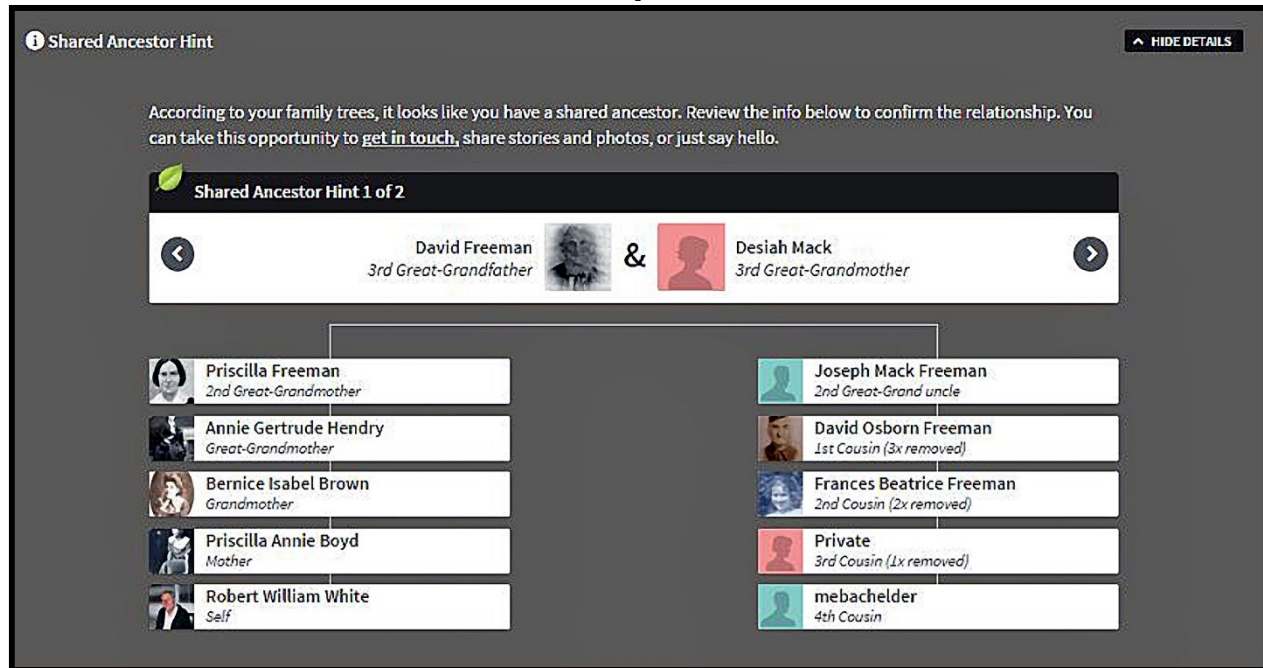 Shared Ancestor Hint
HIDE DETAILS
According to your family trees, it looks like you have a shared ancestor. Review the info below to confirm the relationship. You
can take this opportunity to get in touch, share stories and photos, or just say hello.
Shared Ancestor Hint 1 of 2
David Freeman
3rd Great-Grandfather
&
Desiah Mack
3rd Great-Grandmother
Priscilla Freeman
2nd Great-Grandmother
Annie Gertrude Hendry
Great-Grandmother
Bernice Isabel Brown
Grandmother
Priscilla Annie Boyd
Mother
Robert William White
Self
Joseph Mack Freeman
2nd Great-Grand uncle
David Osborn Freeman
1st Cousin (3x removed)
Frances Beatrice Freeman
2nd Cousin (2x removed)
Private
3rd Cousin (1x removed)
mebachelder
4th Cousin